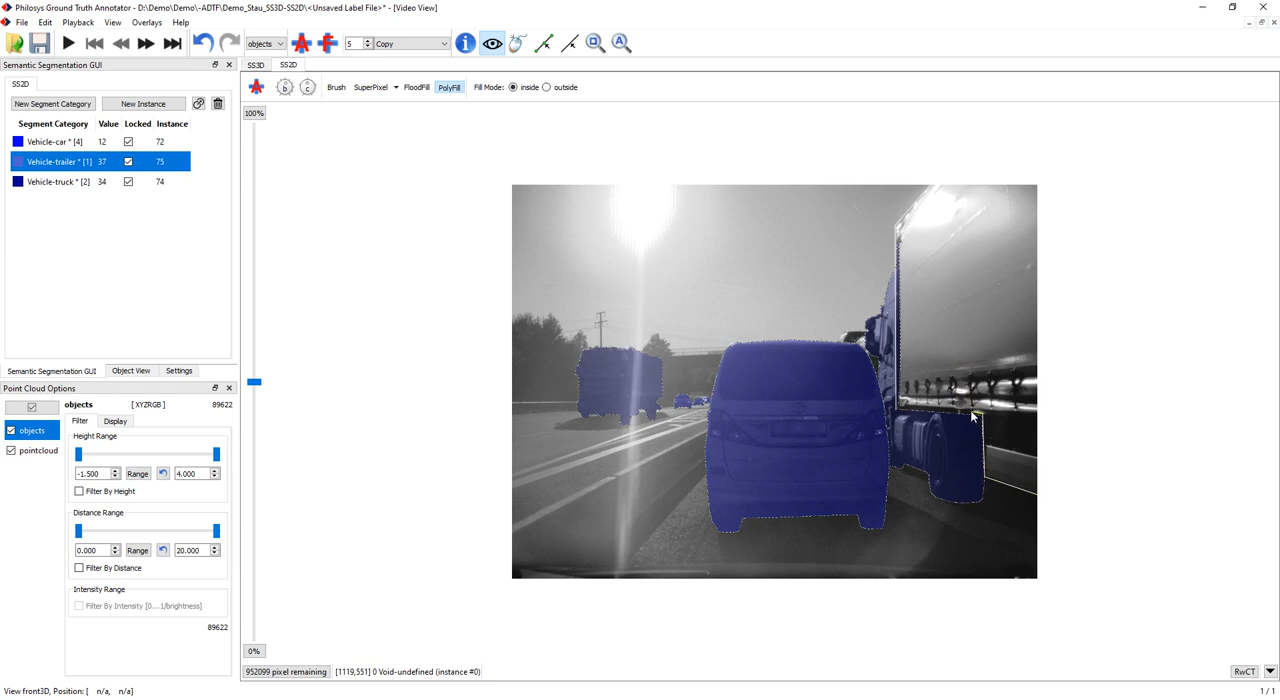 Philosys Ground Truth Annotator - D:\Demo\Demo\-ADTF\Demo_Stau_SS3D-SS2D\<Unsaved Label File>* - [Video View]
File Edit Playback View Overlays Help
objects 5 Copy
Semantic Segmentation GUI
SS3D SS2D
SS2D
b c Brush SuperPixel FloodFill PolyFill Fill Mode: inside outside
New Segment Category New Instance
100%
Segment Category Value Locked Instance
Vehicle-car * [4] 12 72
Vehicle-trailer * [1] 37 75
Vehicle-truck * [2] 34 74
Semantic Segmentation GUI Object View Settings
Point Cloud Options
objects [ XYZRGB ] 89622
Filter Display
objects
pointcloud
Height Range
-1.500 Range 4.000
Filter By Height
Distance Range
0.000 Range 20.000
Filter By Distance
Intensity Range
Filter By Intensity [0...1/brightness]
89622
0%
952099 pixel remaining [1119,551] 0 Void-undefined (instance #0) RwCT
View front3D, Position: [ n/a, n/a] 1 / 1